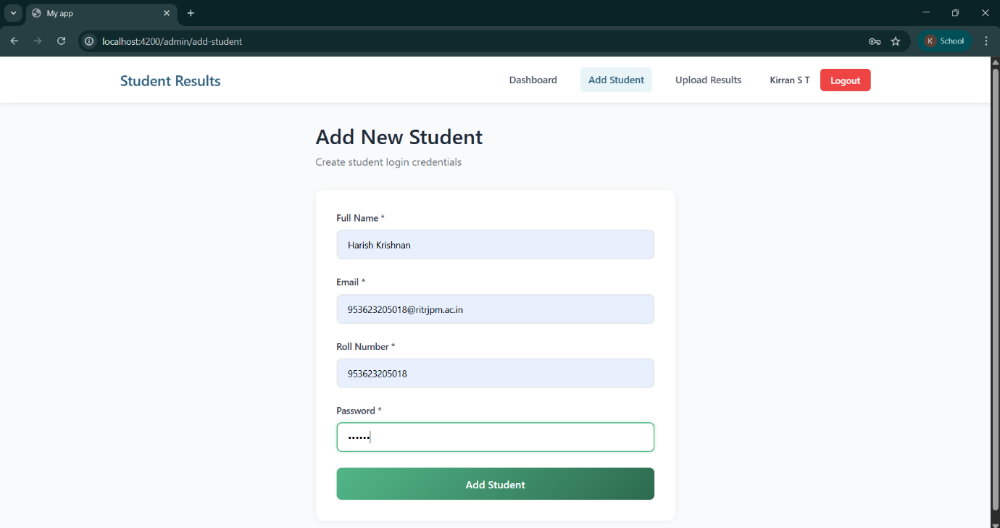 My app
localhost:4200/admin/add-student
K School
Student Results
Dashboard Add Student Upload Results Kirran S T Logout
Add New Student
Create student login credentials
Full Name *
Harish Krishnan
Email *
953623205018@ritrjpm.ac.in
Roll Number *
953623205018
Password *
••••••
Add Student